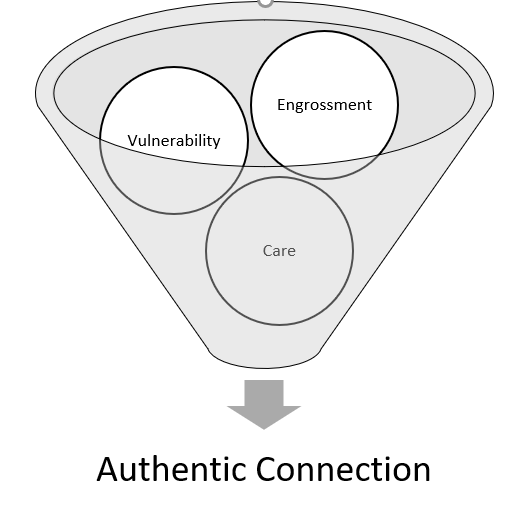 Engrossment
Vulnerability
Care
Authentic Connection